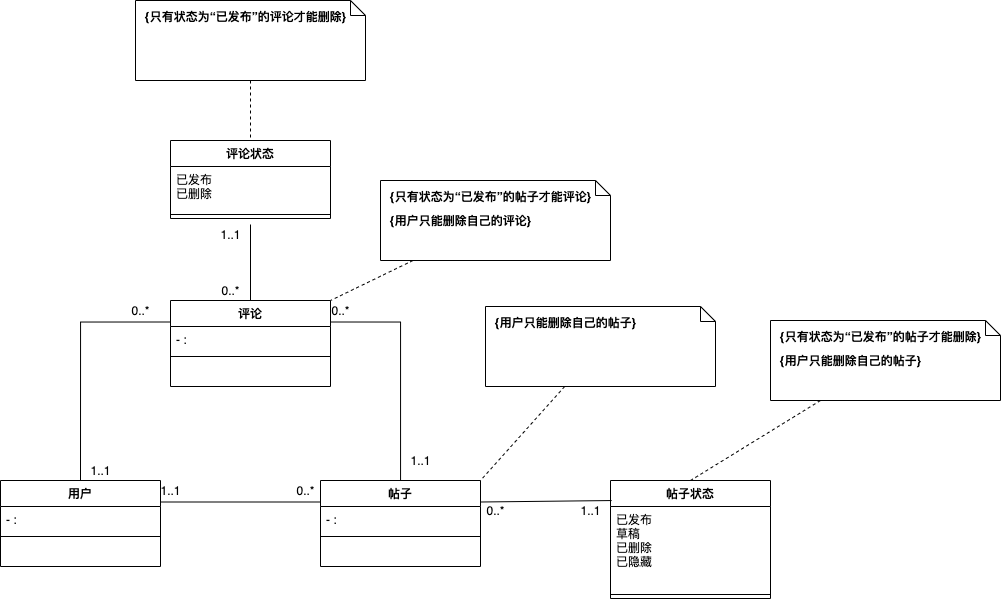 {只有状态为“已发布”的评论才能删除}
评论状态
已发布
已删除
{只有状态为“已发布”的帖子才能评论}
{用户只能删除自己的评论}
1..1
0..*
0..*
评论
0..*
- :
{用户只能删除自己的帖子}
{只有状态为“已发布”的帖子才能删除}
{用户只能删除自己的帖子}
1..1
1..1
用户
1..1
0..*
帖子
帖子状态
- :
- :
0..*
1..1
已发布
草稿
已删除
已隐藏